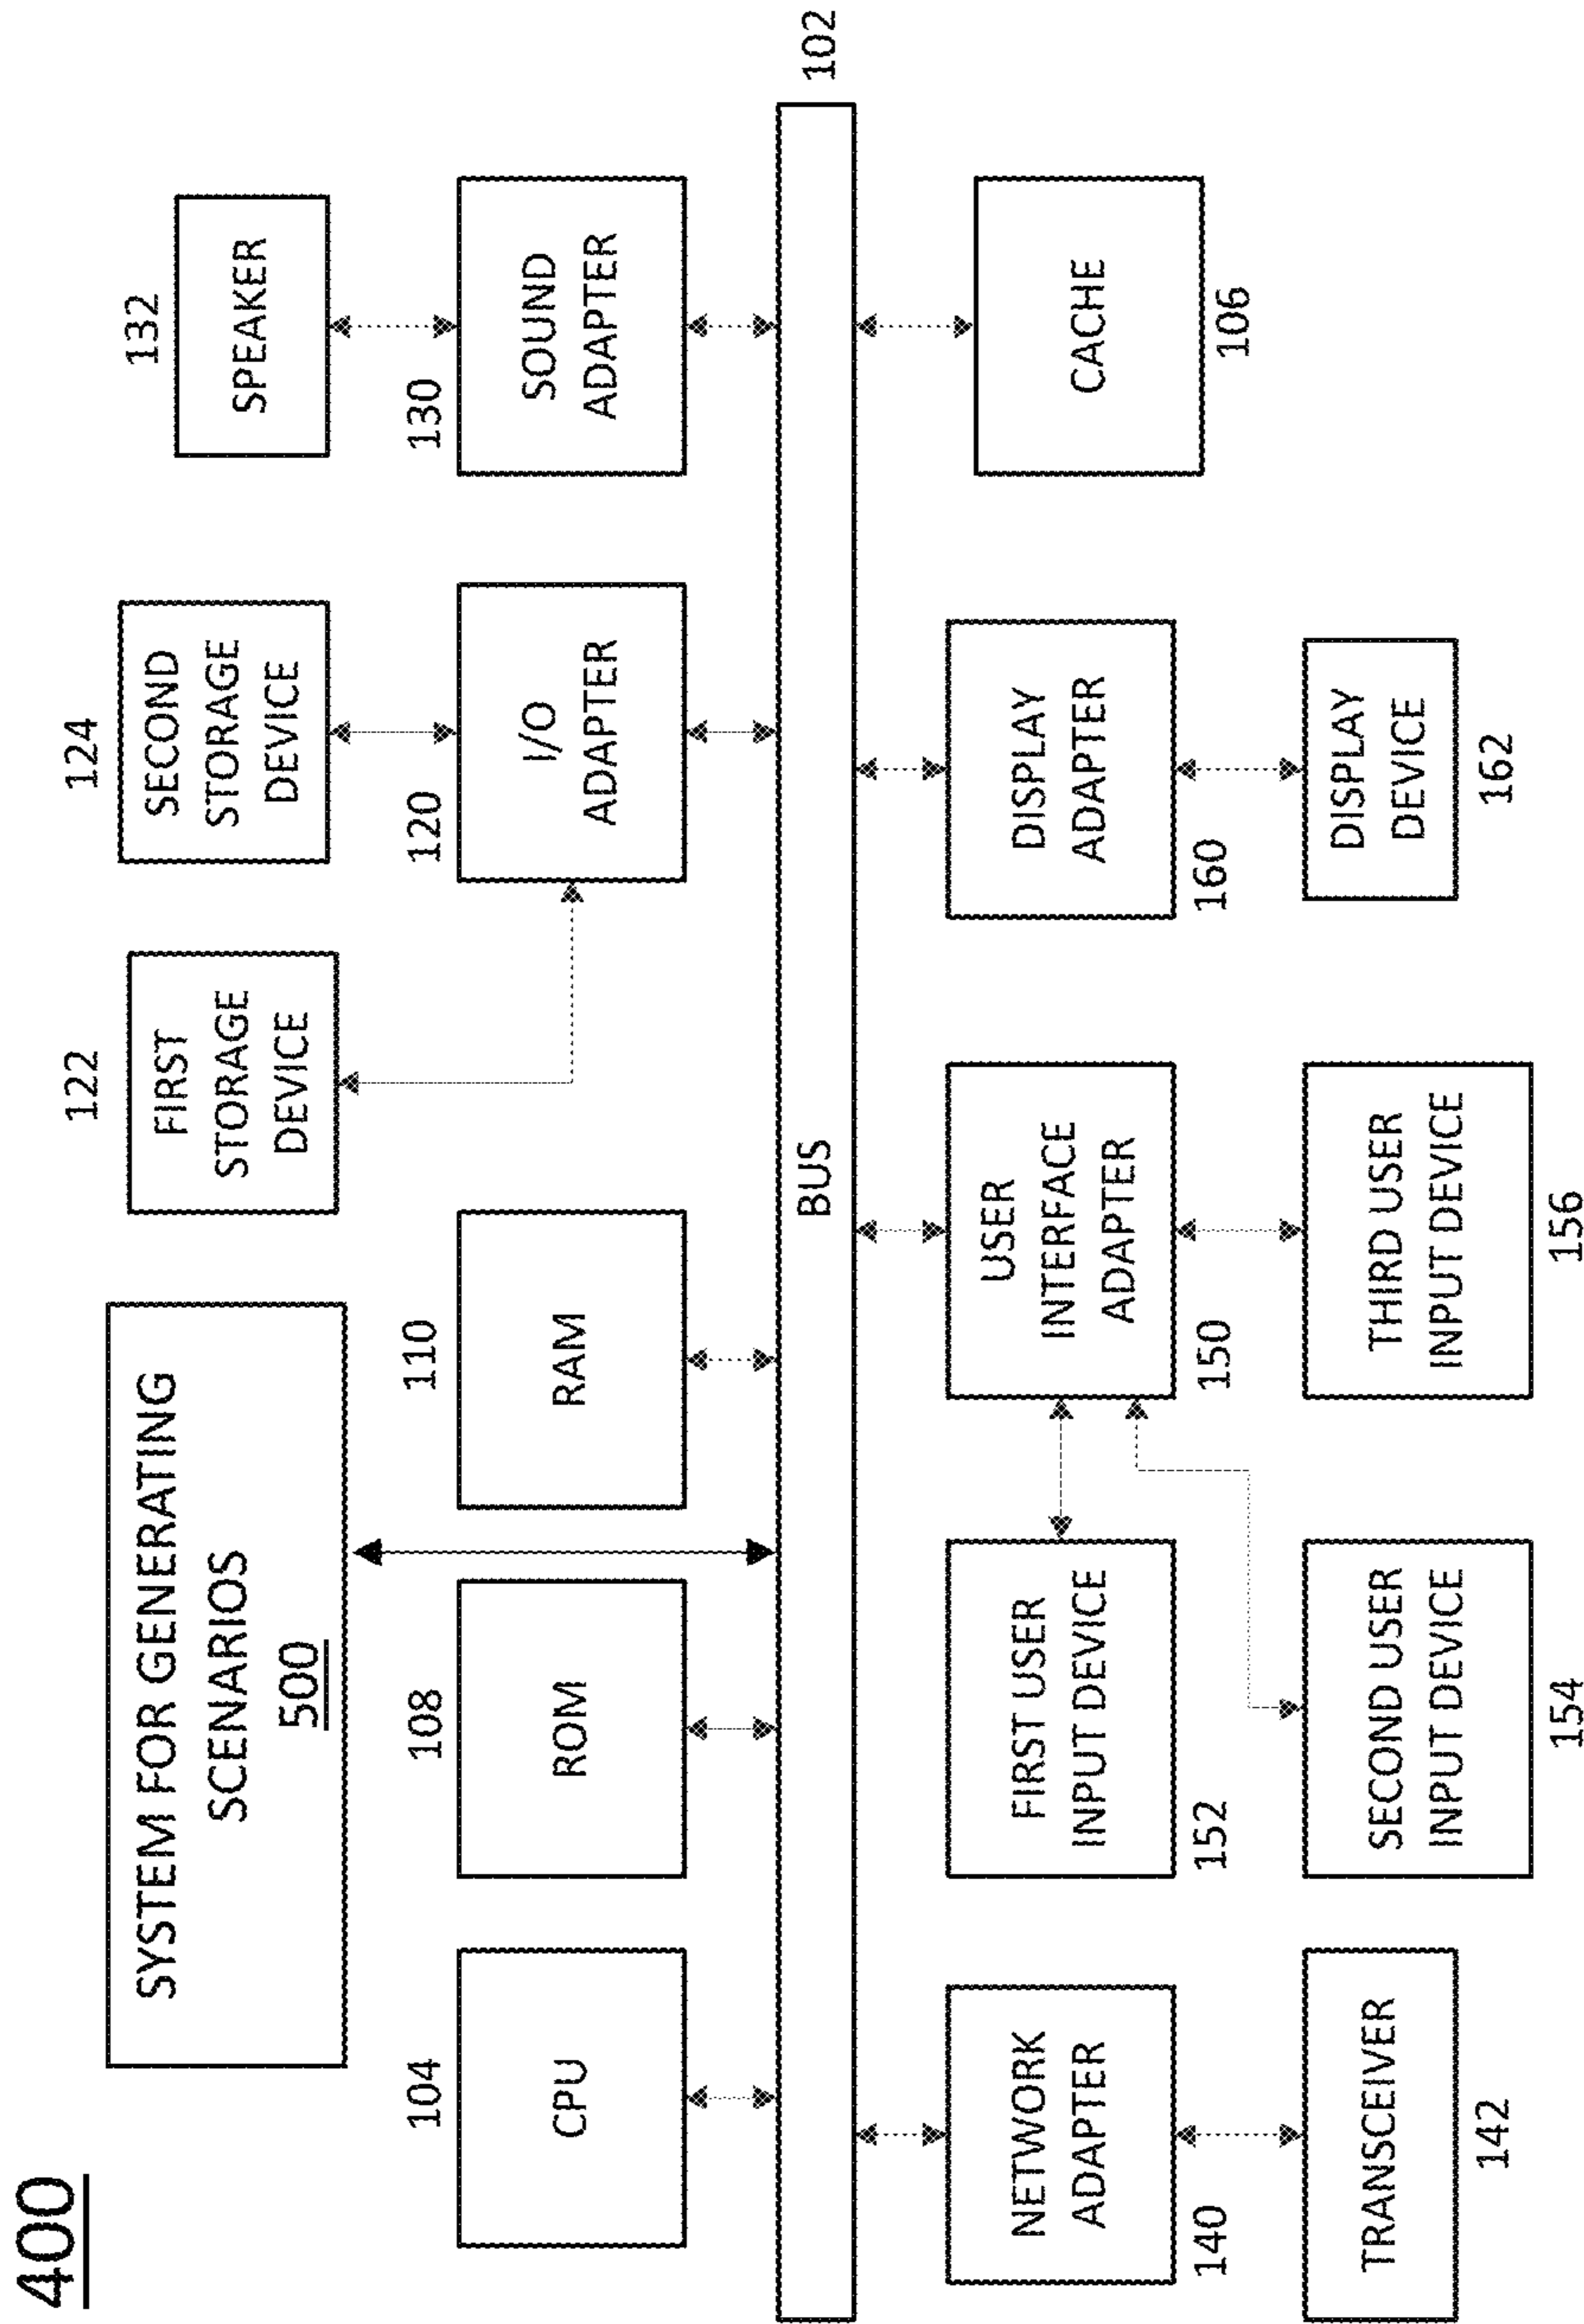 400
SYSTEM FOR GENERATING
SCENARIOS
500
122
FIRST
STORAGE
DEVICE
124
SECOND
STORAGE
DEVICE
132
SPEAKER
104
CPU
108
ROM
110
RAM
120
I/O
ADAPTER
130
SOUND
ADAPTER
BUS
102
NETWORK
ADAPTER
140
FIRST USER
INPUT DEVICE
152
USER
INTERFACE
ADAPTER
150
DISPLAY
ADAPTER
160
CACHE
106
TRANSCEIVER
142
SECOND USER
INPUT DEVICE
154
THIRD USER
INPUT DEVICE
156
DISPLAY
DEVICE
162